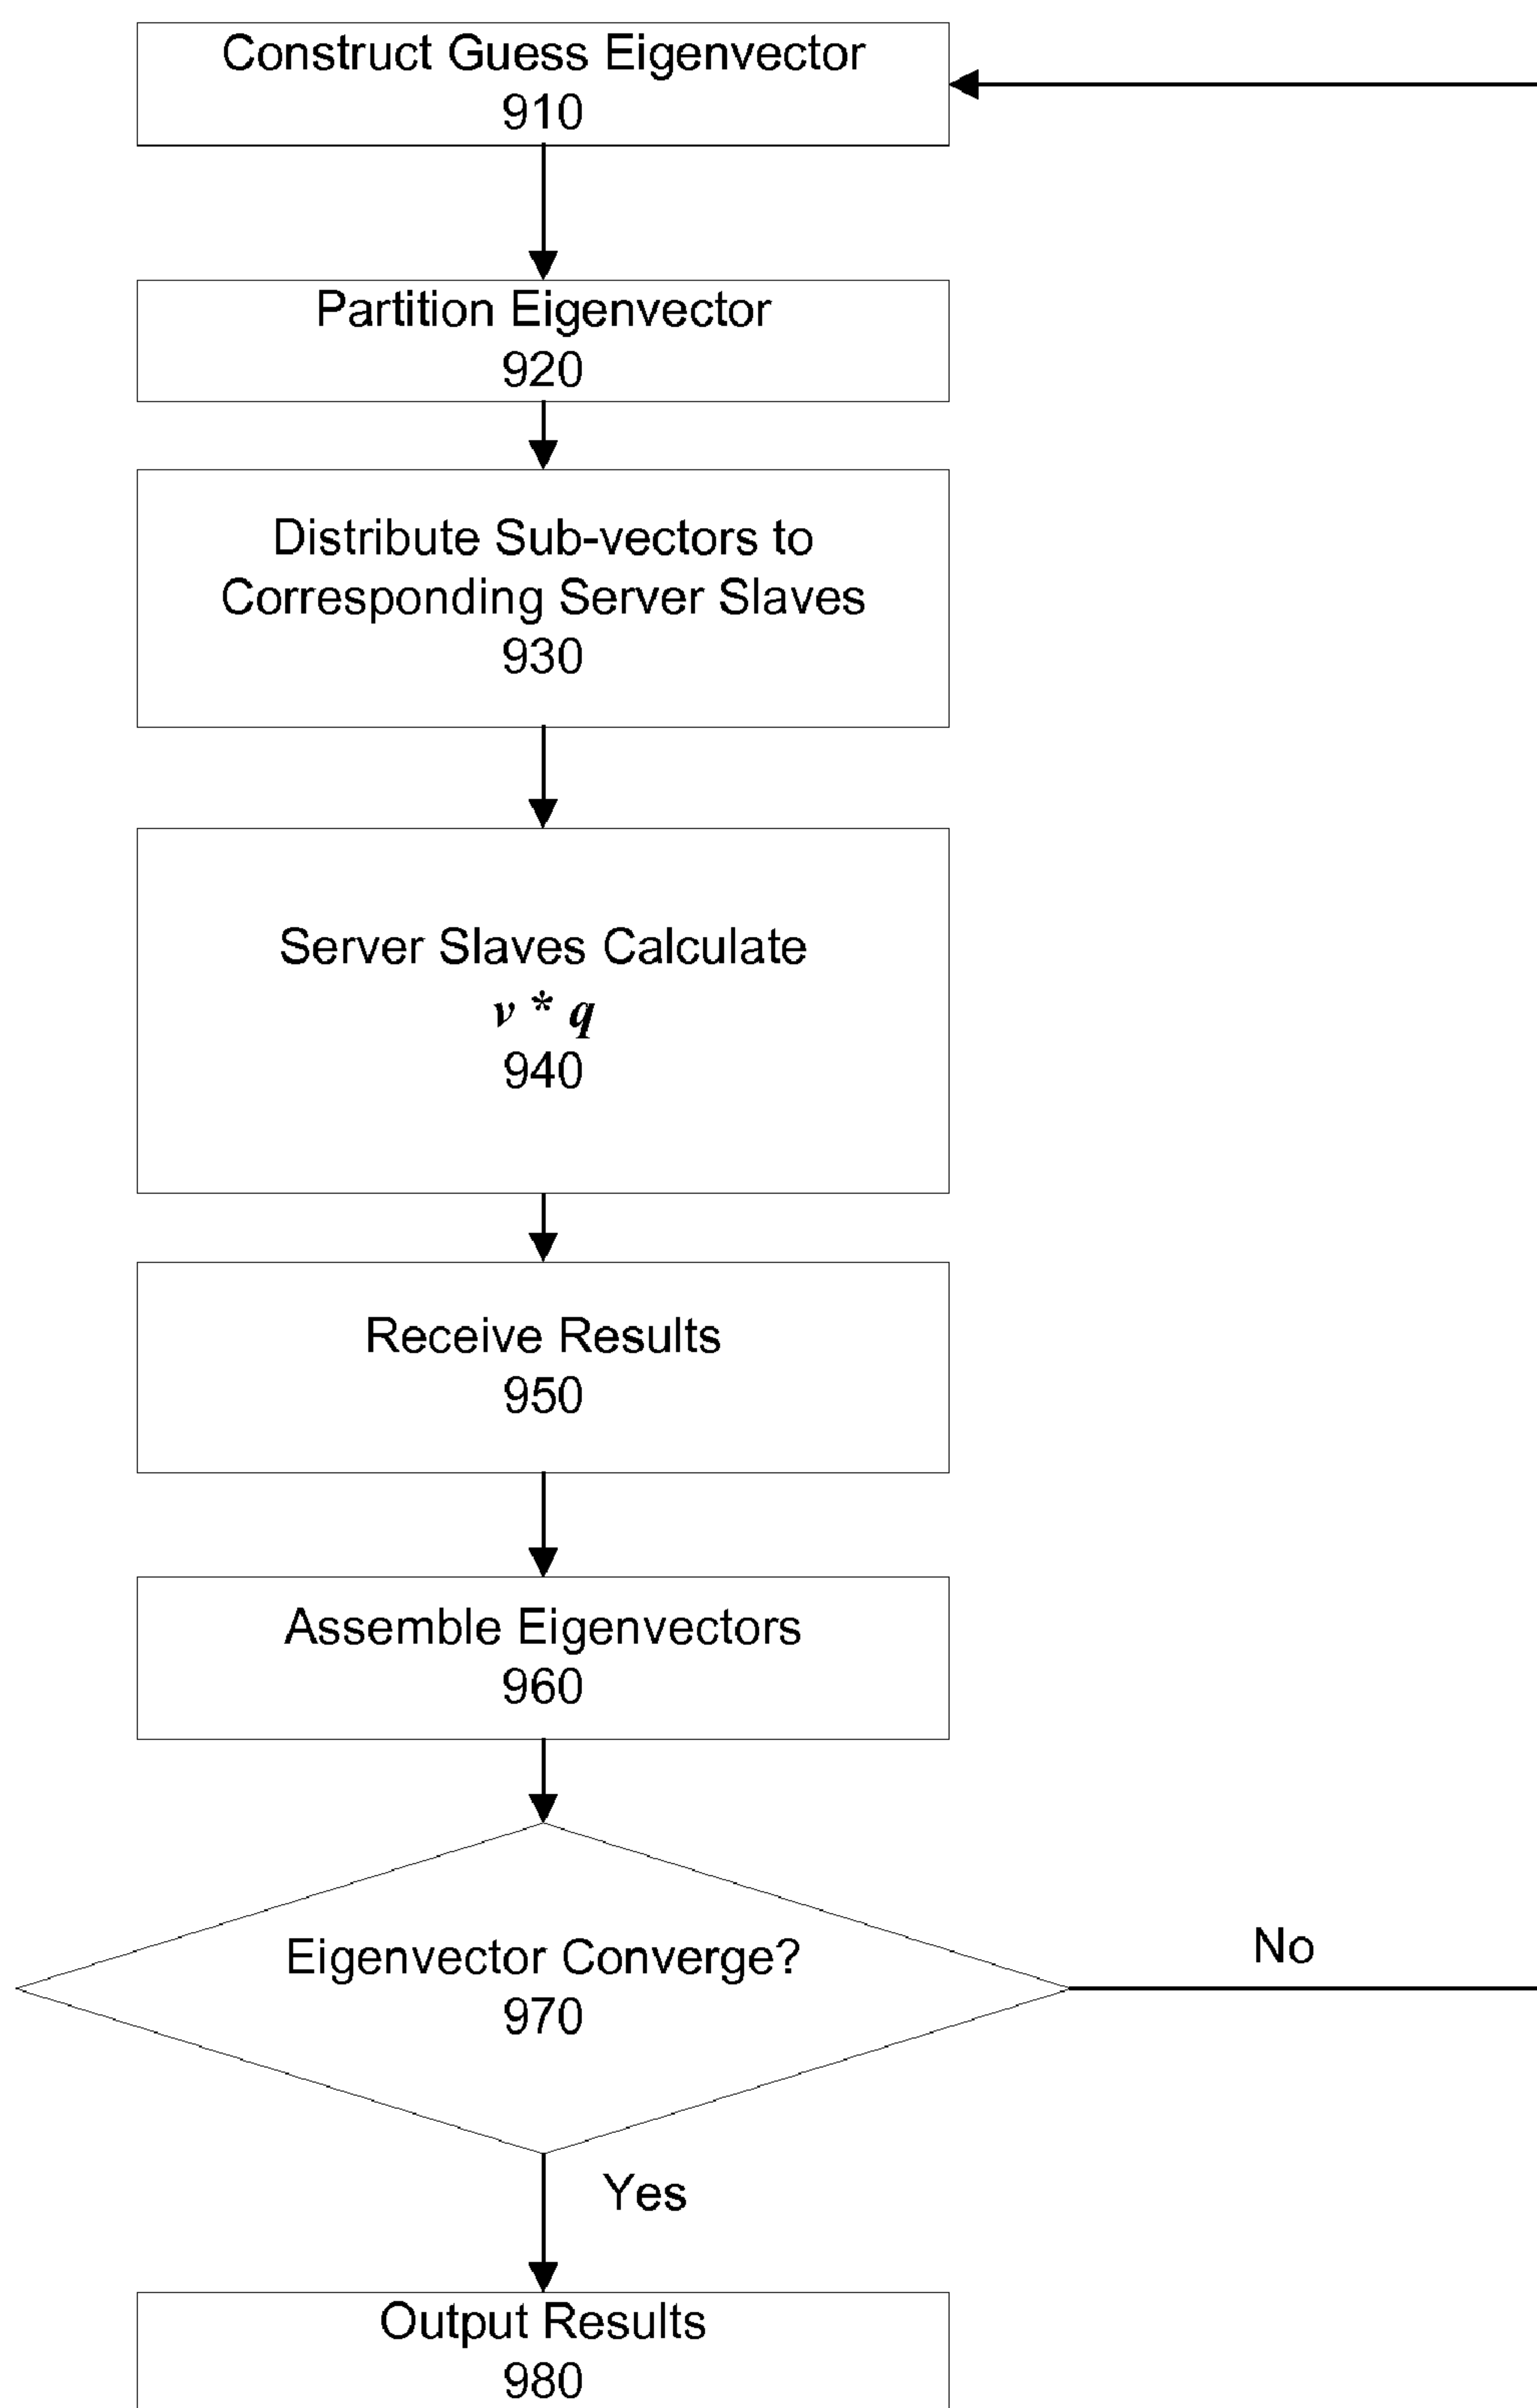 Construct Guess Eigenvector
910
Partition Eigenvector
920
Distribute Sub-vectors to
Corresponding Server Slaves
930
Server Slaves Calculate
v * q
940
Receive Results
950
Assemble Eigenvectors
960
Eigenvector Converge?
970
No
Yes
Output Results
980